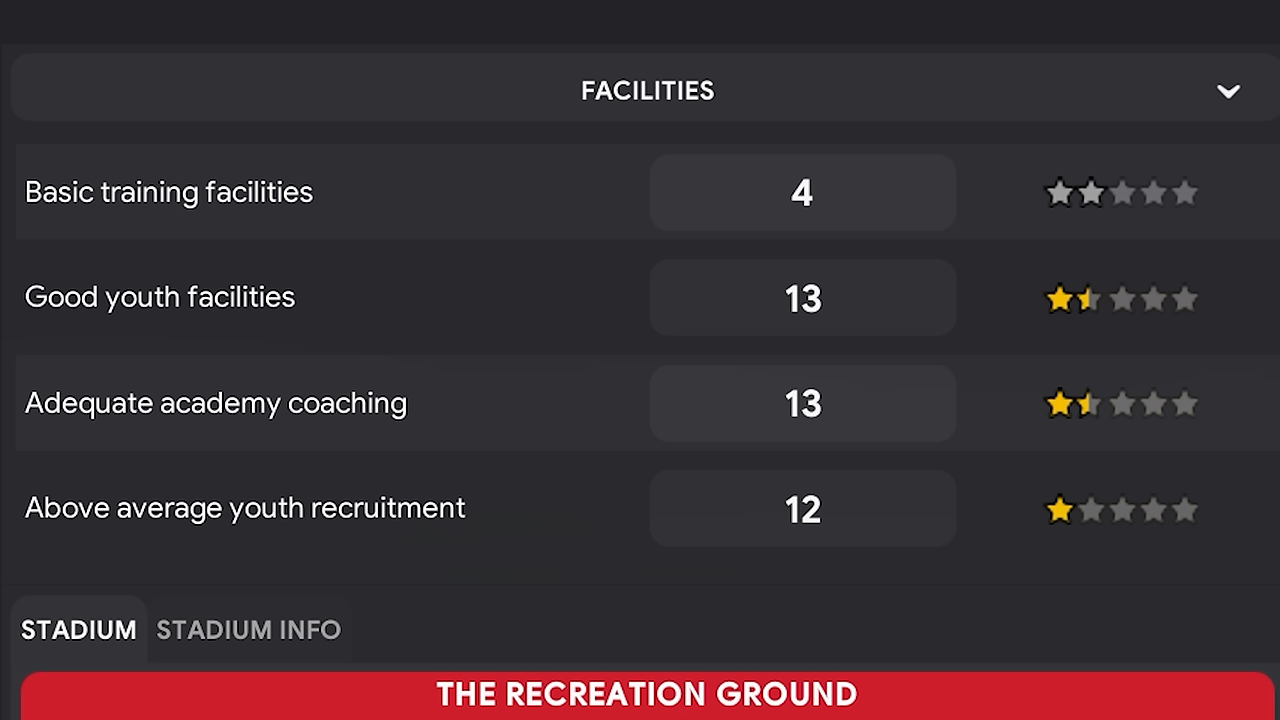 FACILITIES
Basic training facilities 4
Good youth facilities 13
Adequate academy coaching 13
Above average youth recruitment 12
STADIUM STADIUM INFO
THE RECREATION GROUND